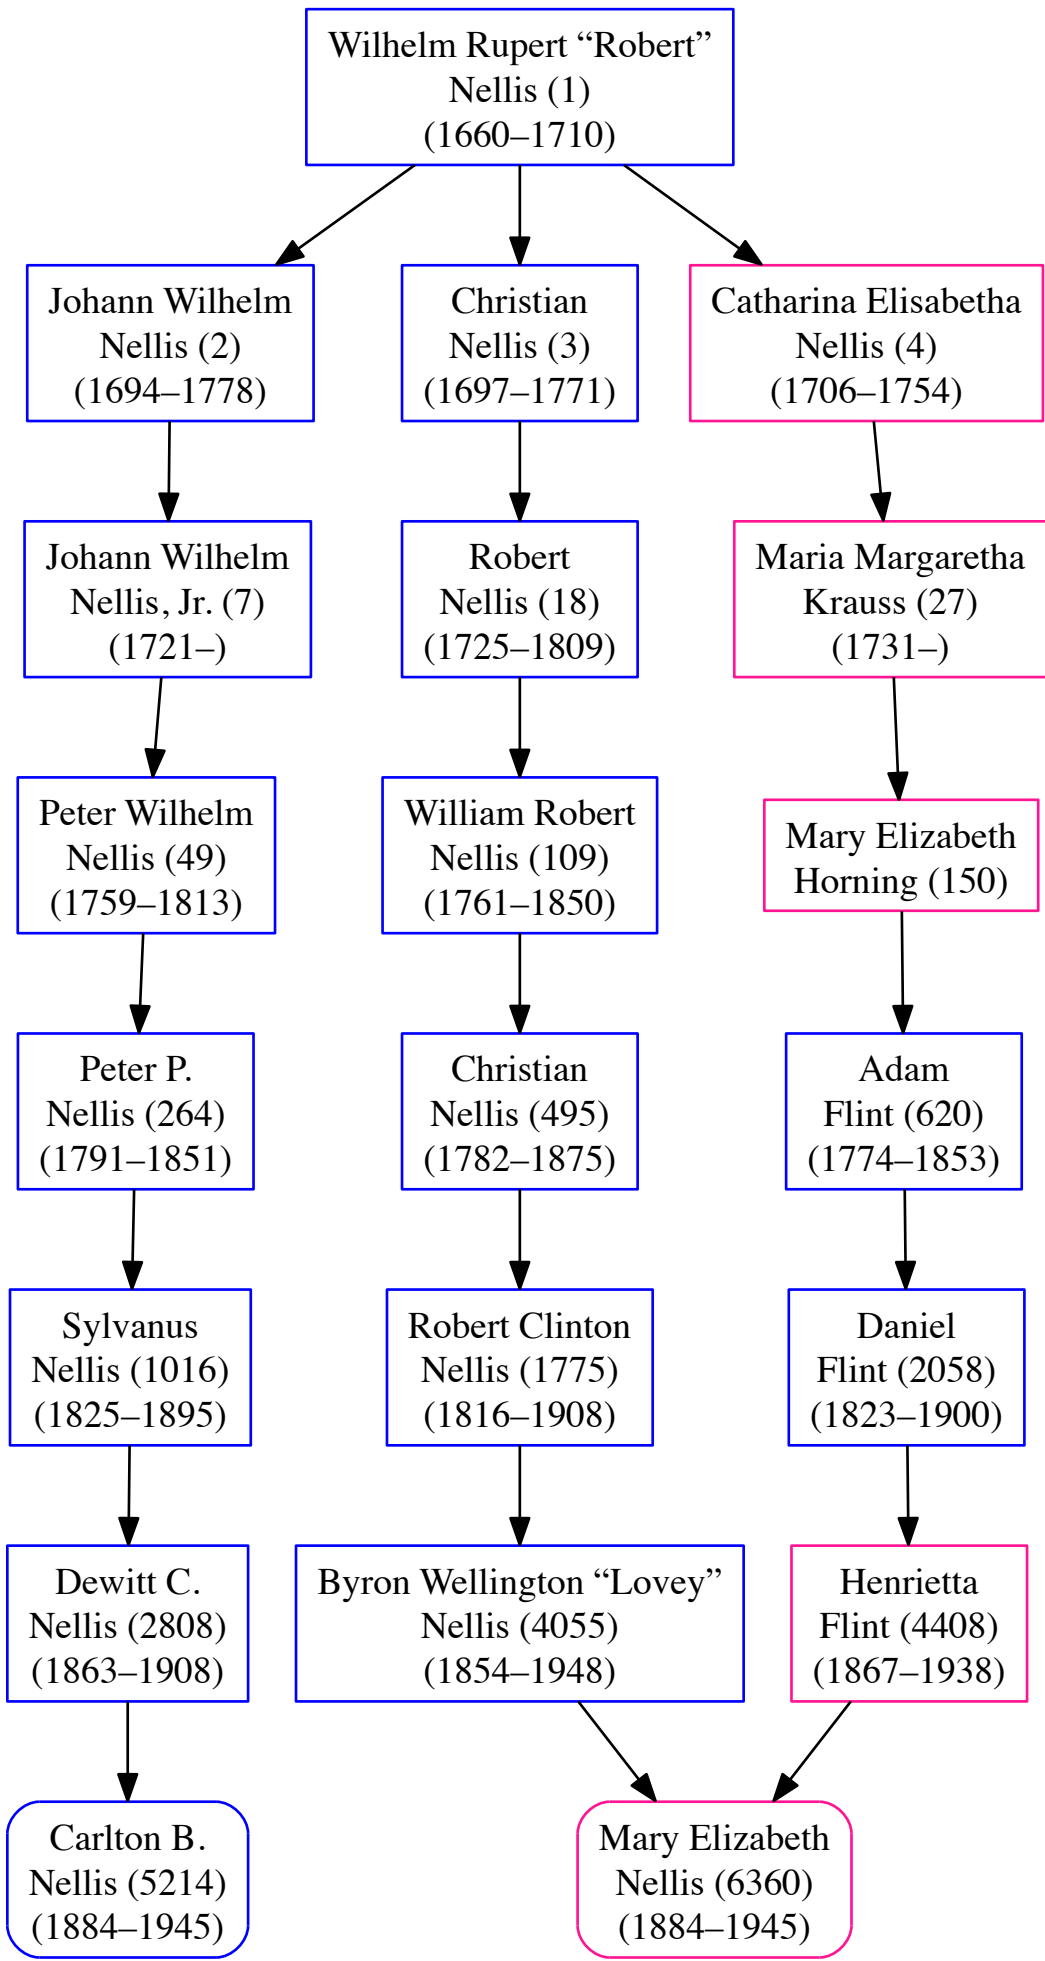 Wilhelm Rupert “Robert”
Nellis (1)
(1660–1710)
Johann Wilhelm
Nellis (2)
(1694–1778)
Christian
Nellis (3)
(1697–1771)
Catharina Elisabetha
Nellis (4)
(1706–1754)
Johann Wilhelm
Nellis, Jr. (7)
(1721–)
Robert
Nellis (18)
(1725–1809)
Maria Margaretha
Krauss (27)
(1731–)
Peter Wilhelm
Nellis (49)
(1759–1813)
William Robert
Nellis (109)
(1761–1850)
Mary Elizabeth
Horning (150)
Peter P.
Nellis (264)
(1791–1851)
Christian
Nellis (495)
(1782–1875)
Adam
Flint (620)
(1774–1853)
Sylvanus
Nellis (1016)
(1825–1895)
Robert Clinton
Nellis (1775)
(1816–1908)
Daniel
Flint (2058)
(1823–1900)
Dewitt C.
Nellis (2808)
(1863–1908)
Byron Wellington “Lovey”
Nellis (4055)
(1854–1948)
Henrietta
Flint (4408)
(1867–1938)
Carlton B.
Nellis (5214)
(1884–1945)
Mary Elizabeth
Nellis (6360)
(1884–1945)